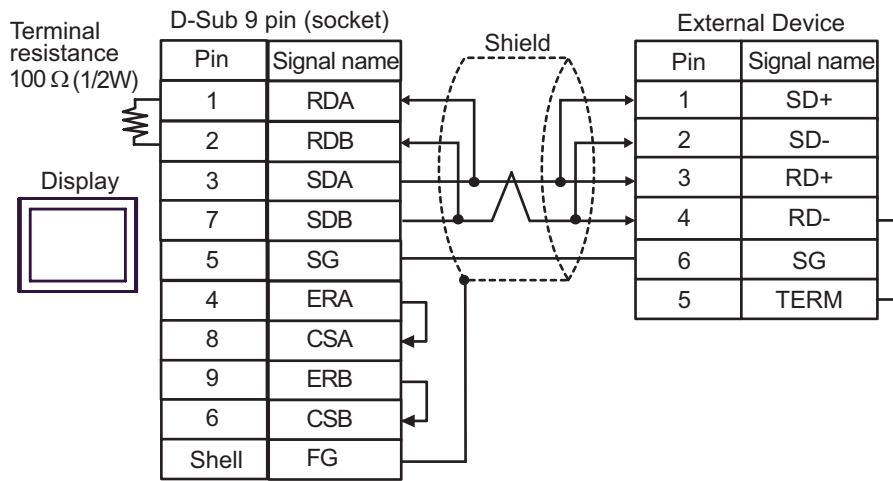 Terminal
resistance
100 Ω (1/2W)
Display
D-Sub 9 pin (socket)
Pin Signal name
1 RDA
2 RDB
3 SDA
7 SDB
5 SG
4 ERA
8 CSA
9 ERB
6 CSB
Shell FG
Shield
External Device
Pin Signal name
1 SD+
2 SD-
3 RD+
4 RD-
6 SG
5 TERM